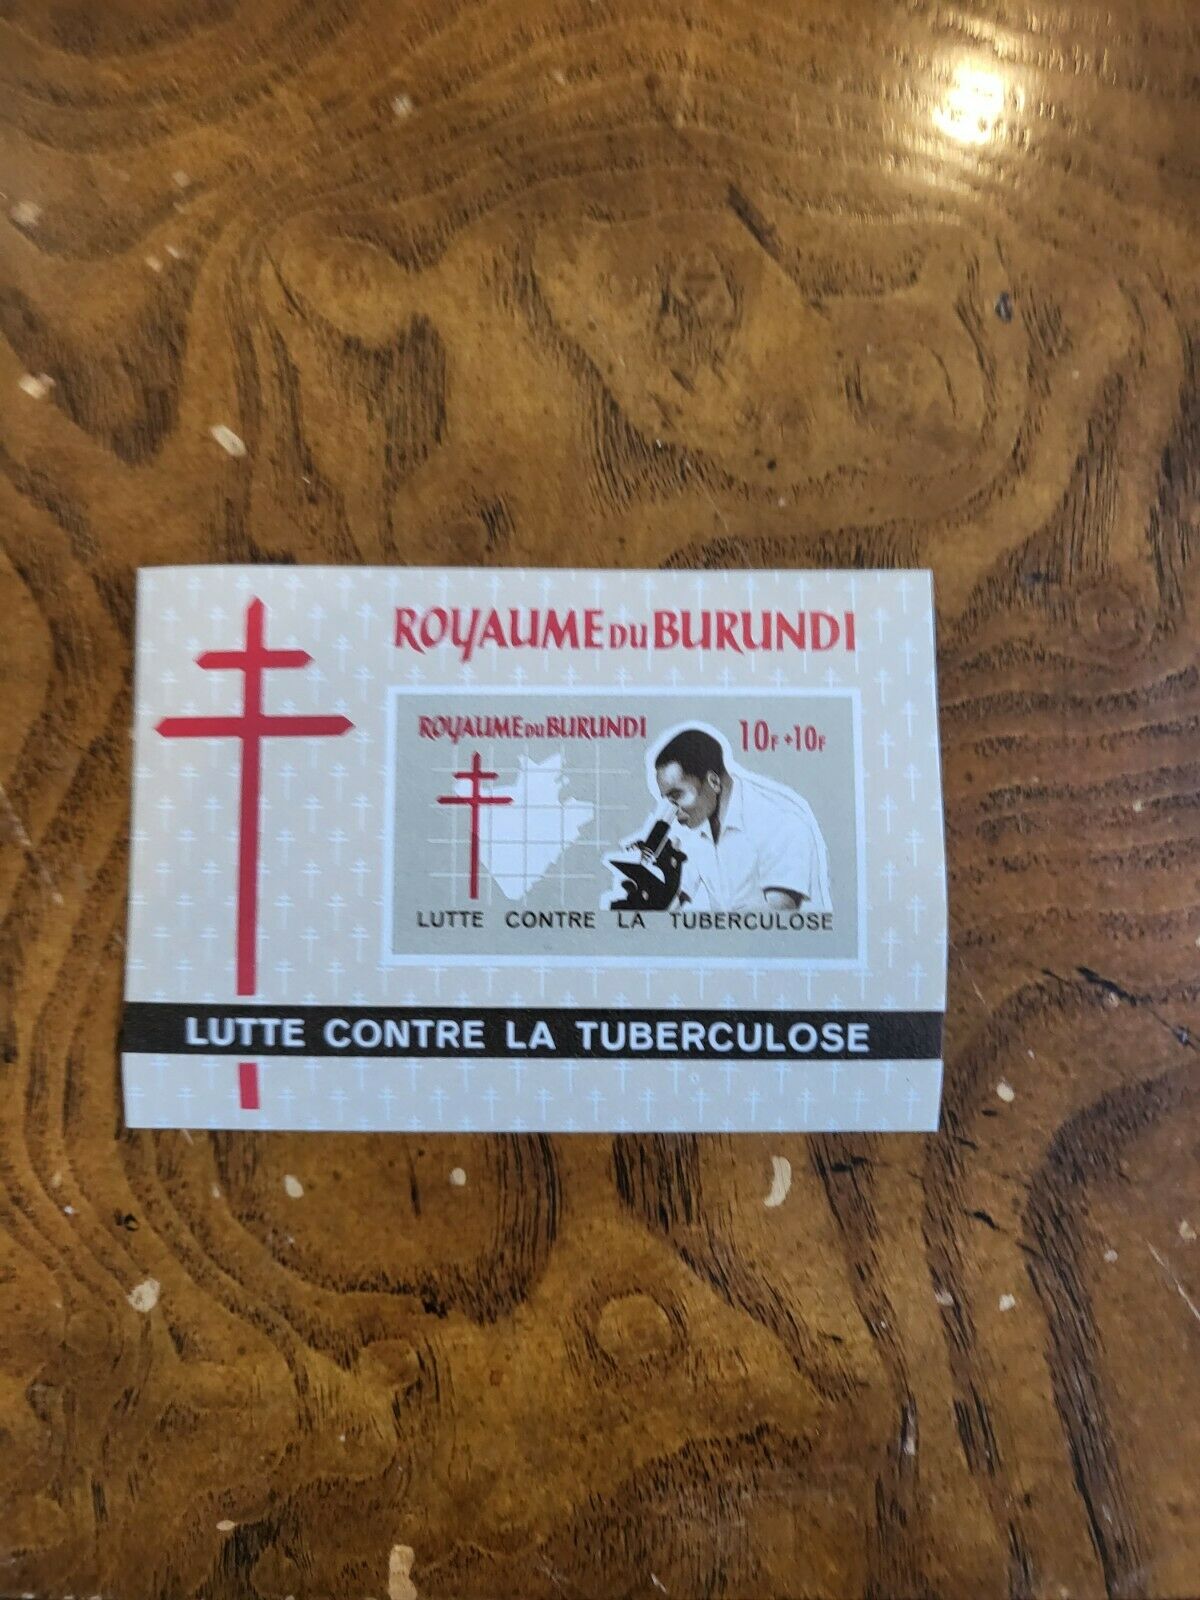 ROYAUME DU BURUNDI
ROYAUME DU BURUNDI 10F +10F
LUTTE CONTRE LA TUBERCULOSE
LUTTE CONTRE LA TUBERCULOSE